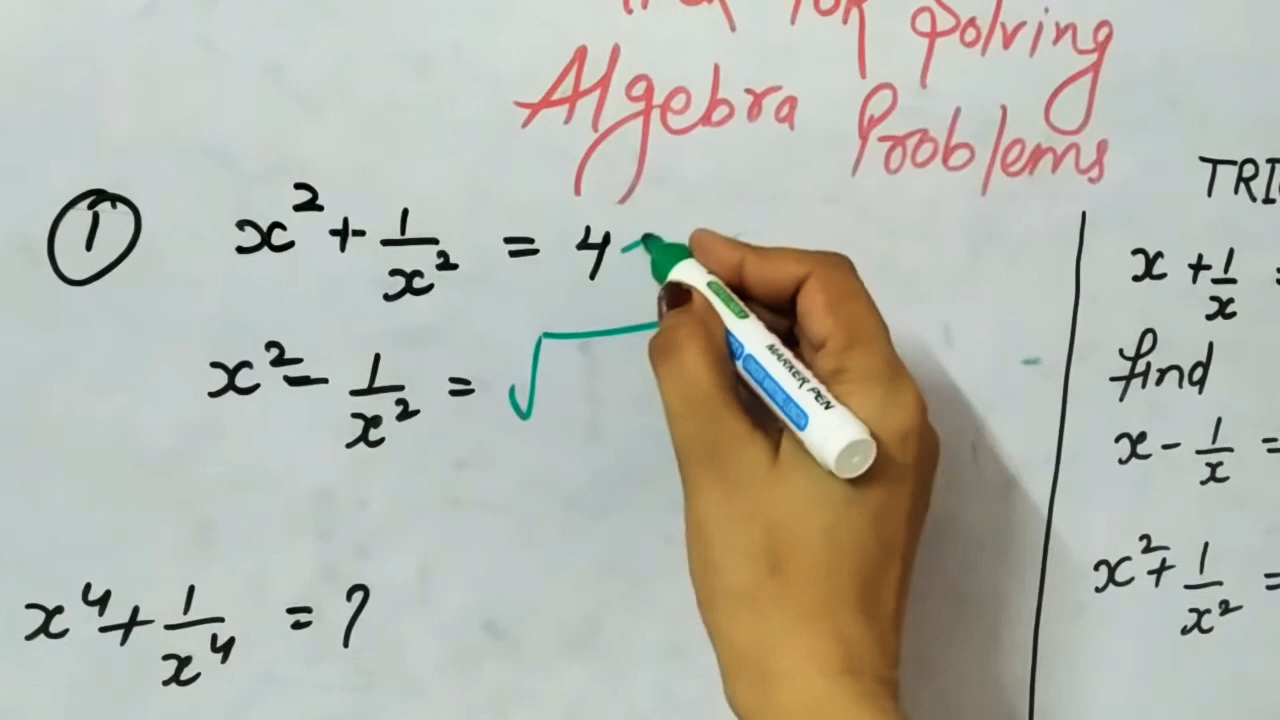 for Solving
Algebra Problems
① x² + 1/x² = 4
x² - 1/x² = √
x⁴ + 1/x⁴ = ?
TRI
x + 1/x =
find
x - 1/x =
x² + 1/x² =
MARKER PEN